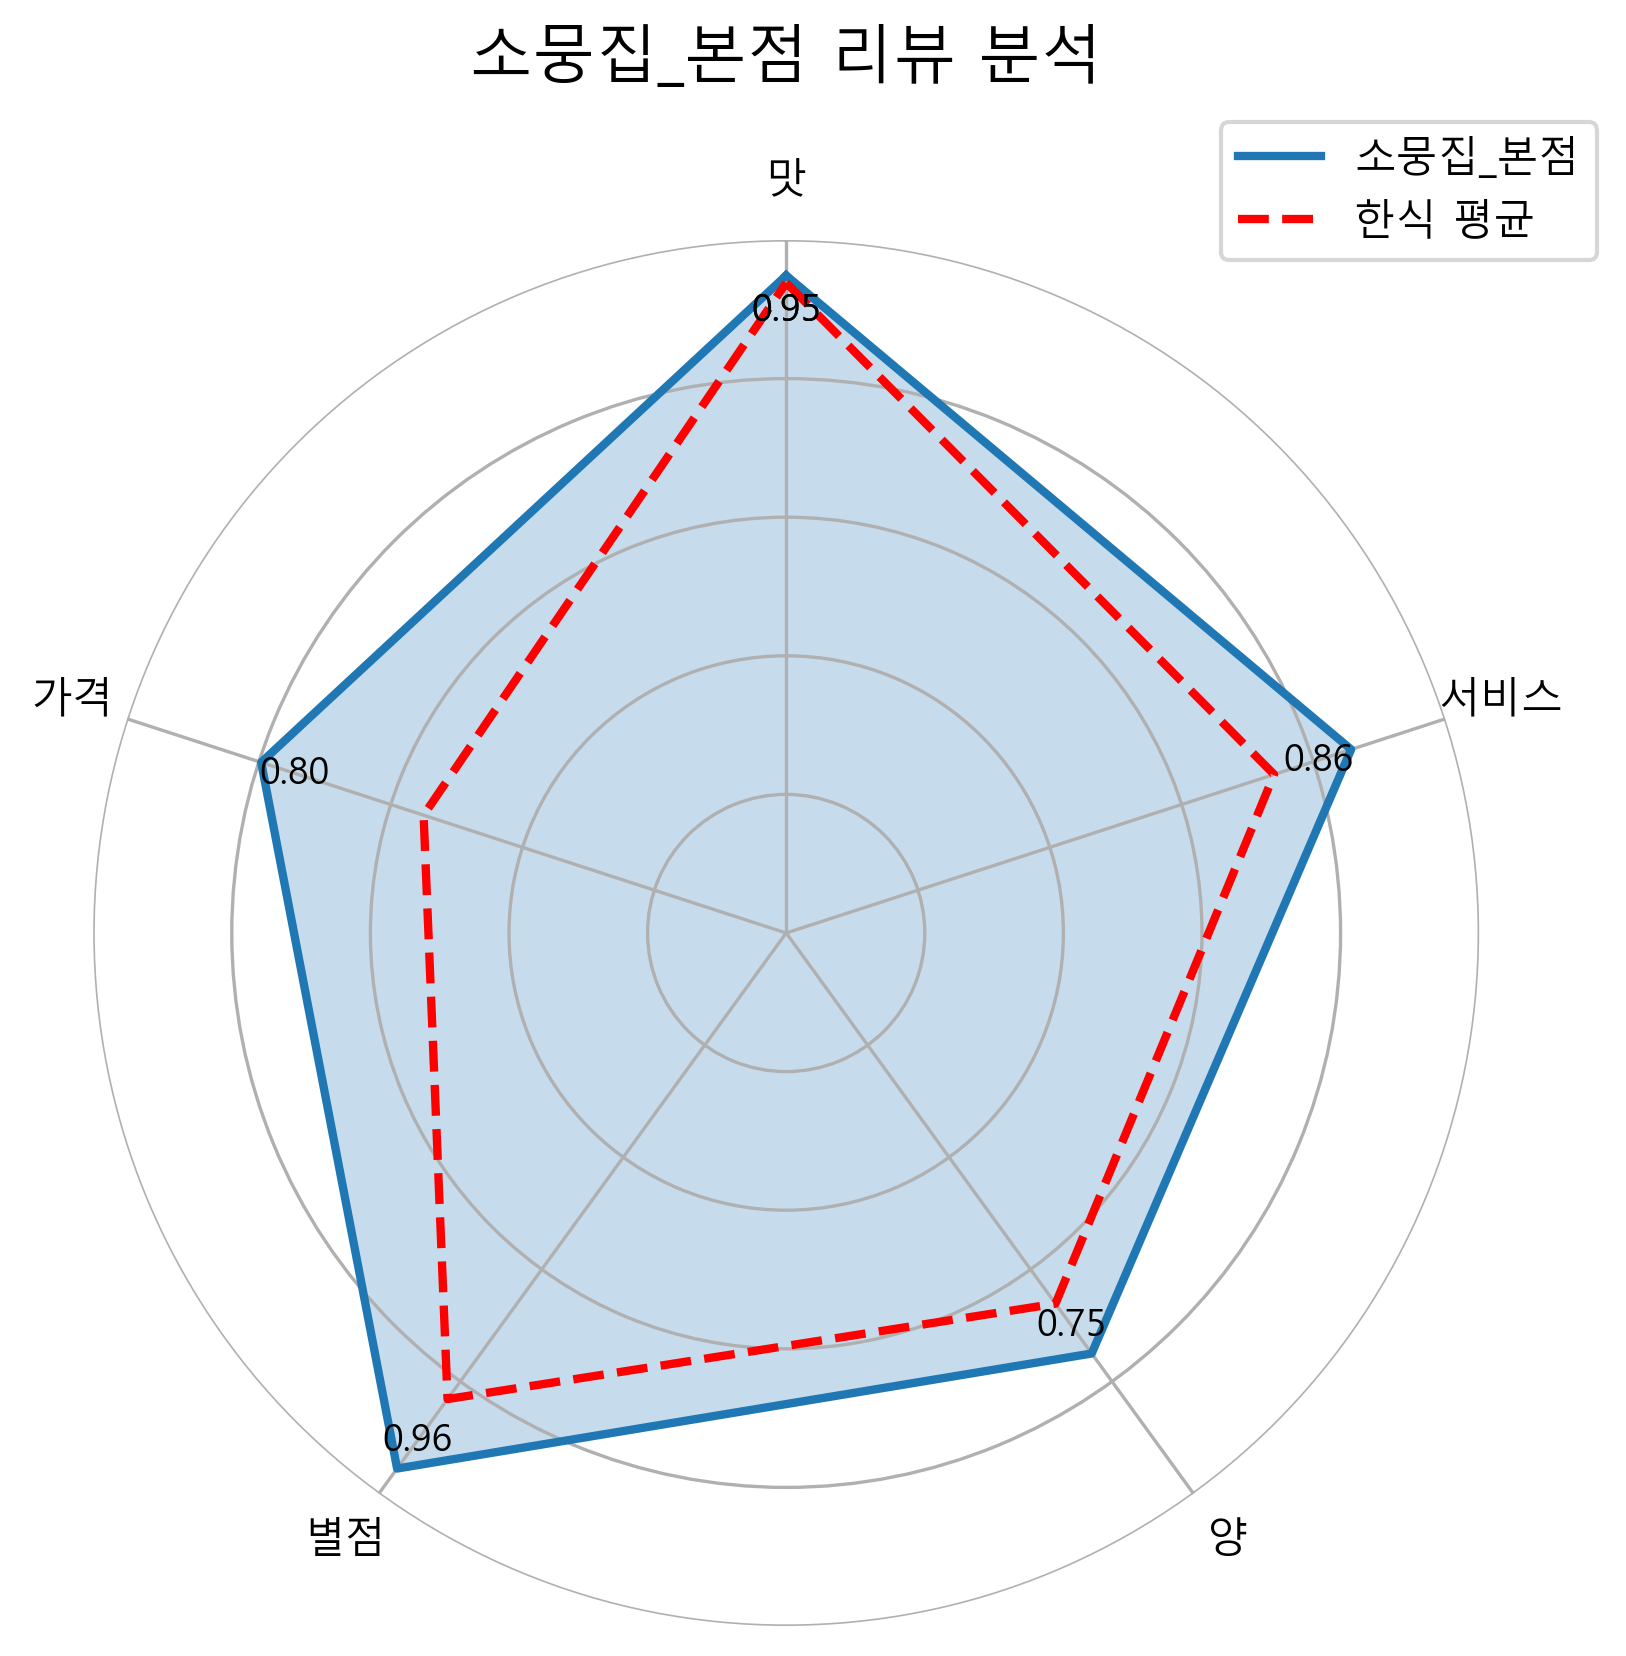 소뭉집_본점 리뷰 분석
소뭉집_본점
한식 평균
맛
0.95
가격
서비스
0.80
0.86
0.75
0.96
별점
양